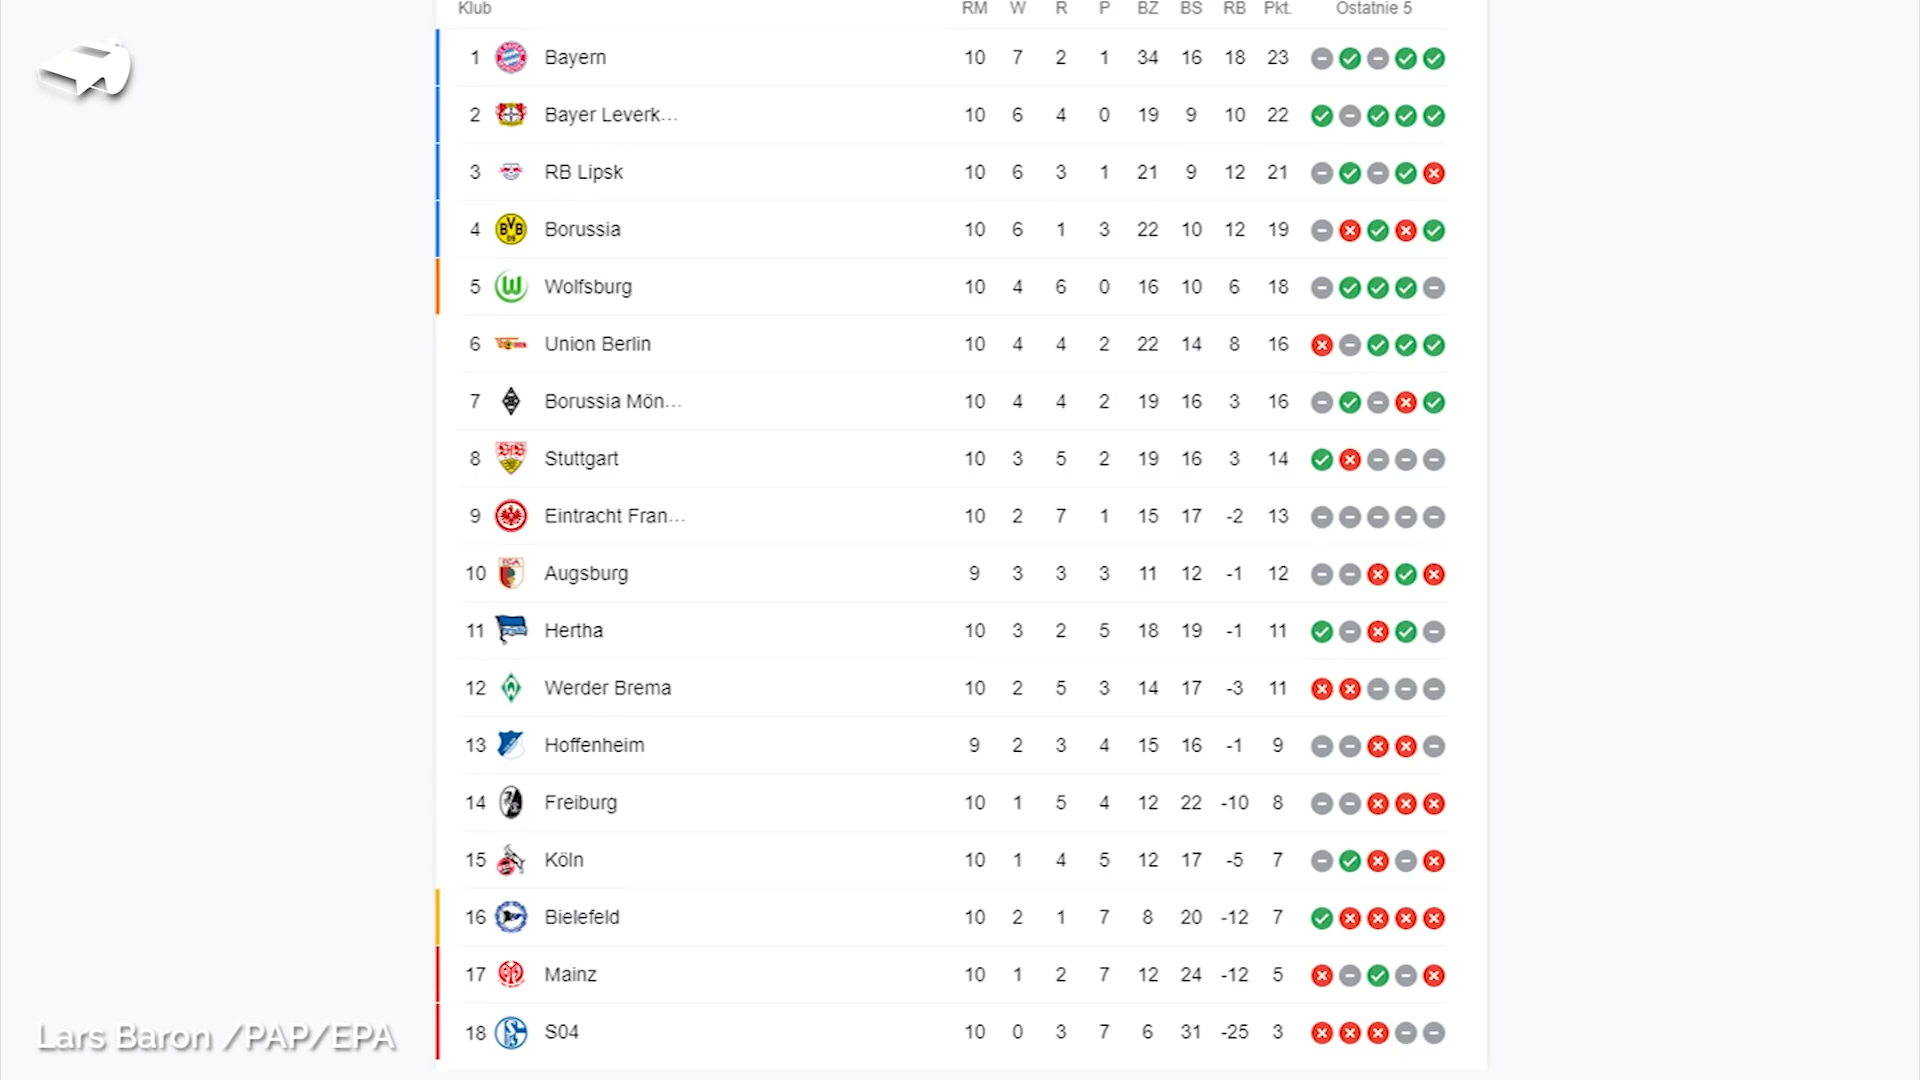 Klub RM W R P BZ BS RB Pkt. Ostatnie 5
1 Bayern 10 7 2 1 34 16 18 23
2 Bayer Leverk... 10 6 4 0 19 9 10 22
3 RB Lipsk 10 6 3 1 21 9 12 21
4 BVB 09 Borussia 10 6 1 3 22 10 12 19
5 Wolfsburg 10 4 6 0 16 10 6 18
6 Union Berlin 10 4 4 2 22 14 8 16
7 Borussia Mön... 10 4 4 2 19 16 3 16
8 Stuttgart 10 3 5 2 19 16 3 14
9 Eintracht Fran... 10 2 7 1 15 17 -2 13
10 FCA Augsburg 9 3 3 3 11 12 -1 12
11 Hertha 10 3 2 5 18 19 -1 11
12 Werder Brema 10 2 5 3 14 17 -3 11
13 Hoffenheim 9 2 3 4 15 16 -1 9
14 Freiburg 10 1 5 4 12 22 -10 8
15 Köln 10 1 4 5 12 17 -5 7
16 Bielefeld 10 2 1 7 8 20 -12 7
17 Mainz 10 1 2 7 12 24 -12 5
18 S04 10 0 3 7 6 31 -25 3
Lars Baron /PAP/EPA